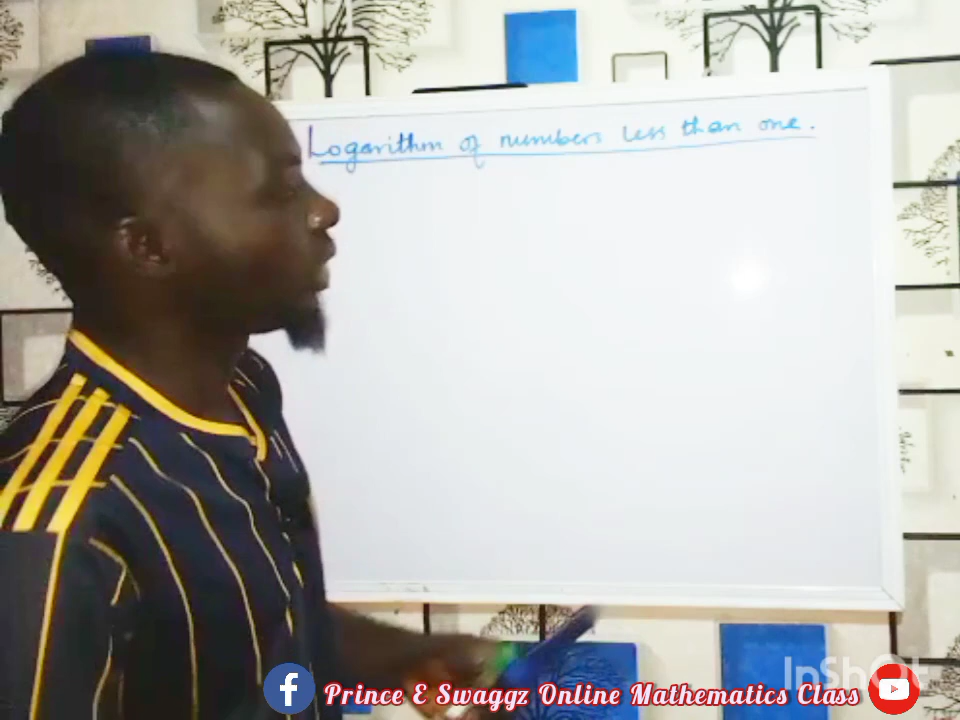 Logarithm of numbers less than one.
InShOt
Prince E Swaggz Online Mathematics Class